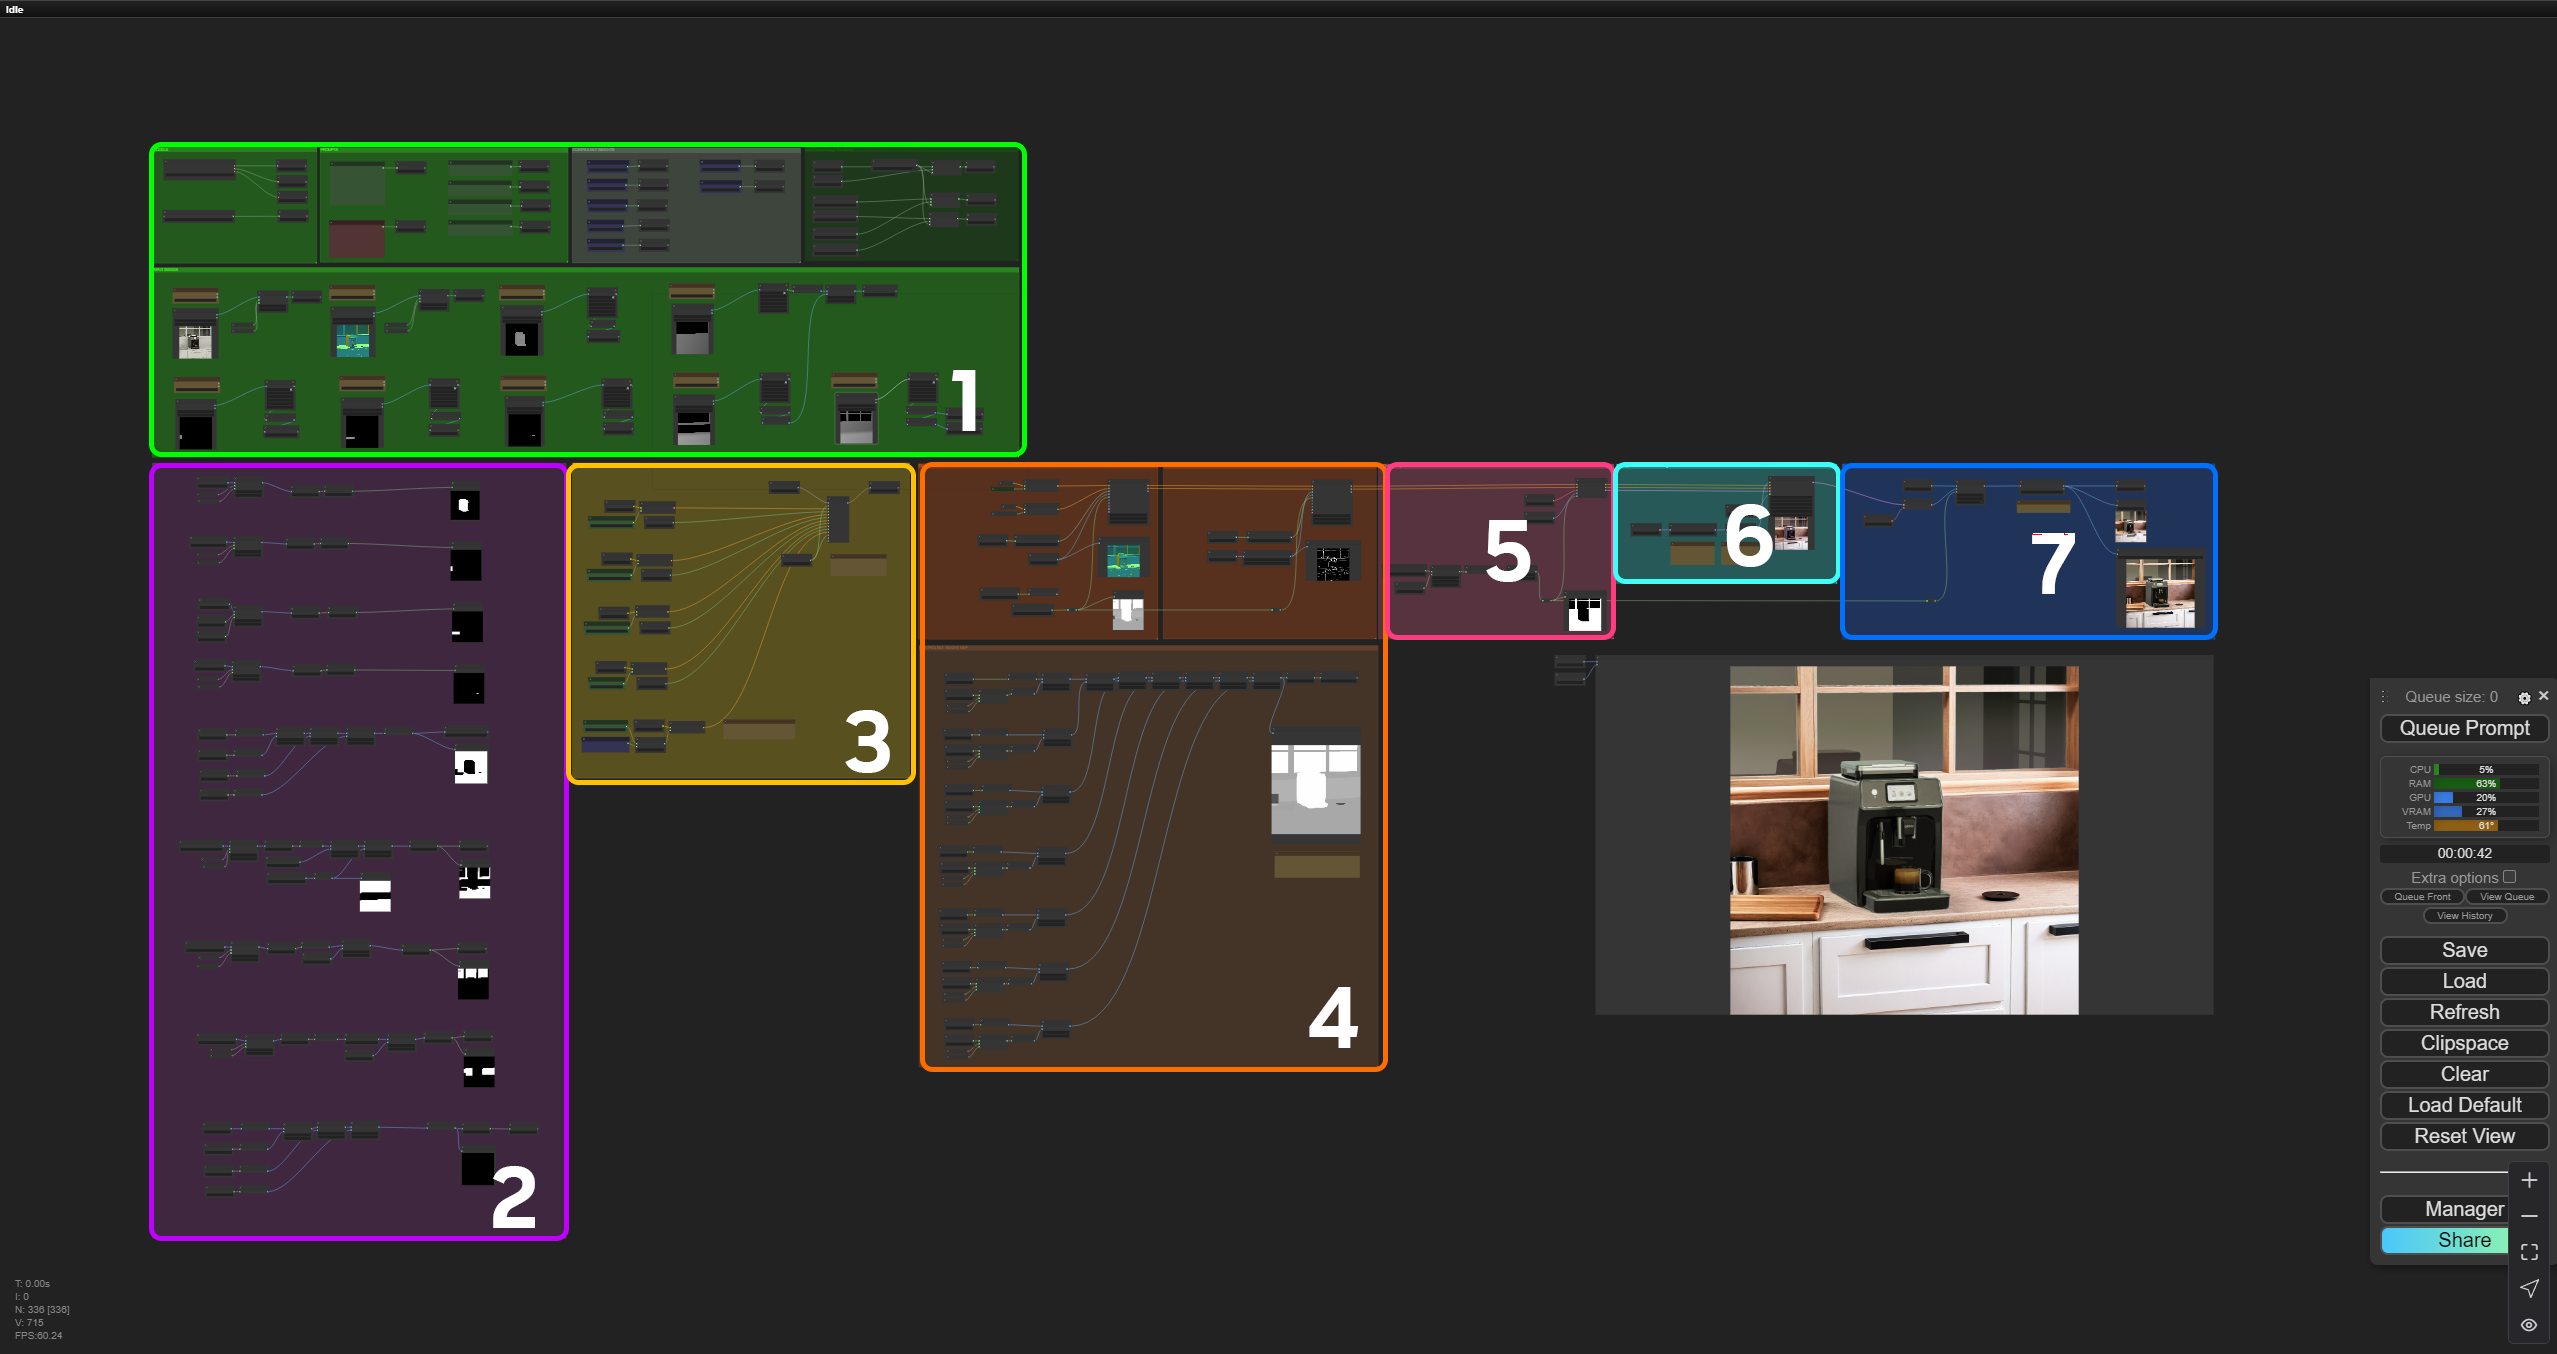 Idle
PROMPTS
1
2
3
4
5
6
7
Queue size: 0
Queue Prompt
CPU 5%
RAM 63%
GPU 20%
VRAM 27%
Temp 61°
00:00:42
Extra options
Queue Front View Queue
View History
Save
Load
Refresh
Clipspace
Clear
Load Default
Reset View
Manager
Share
T: 0.00s
I: 0
N: 336 [336]
V: 715
FPS:60.24